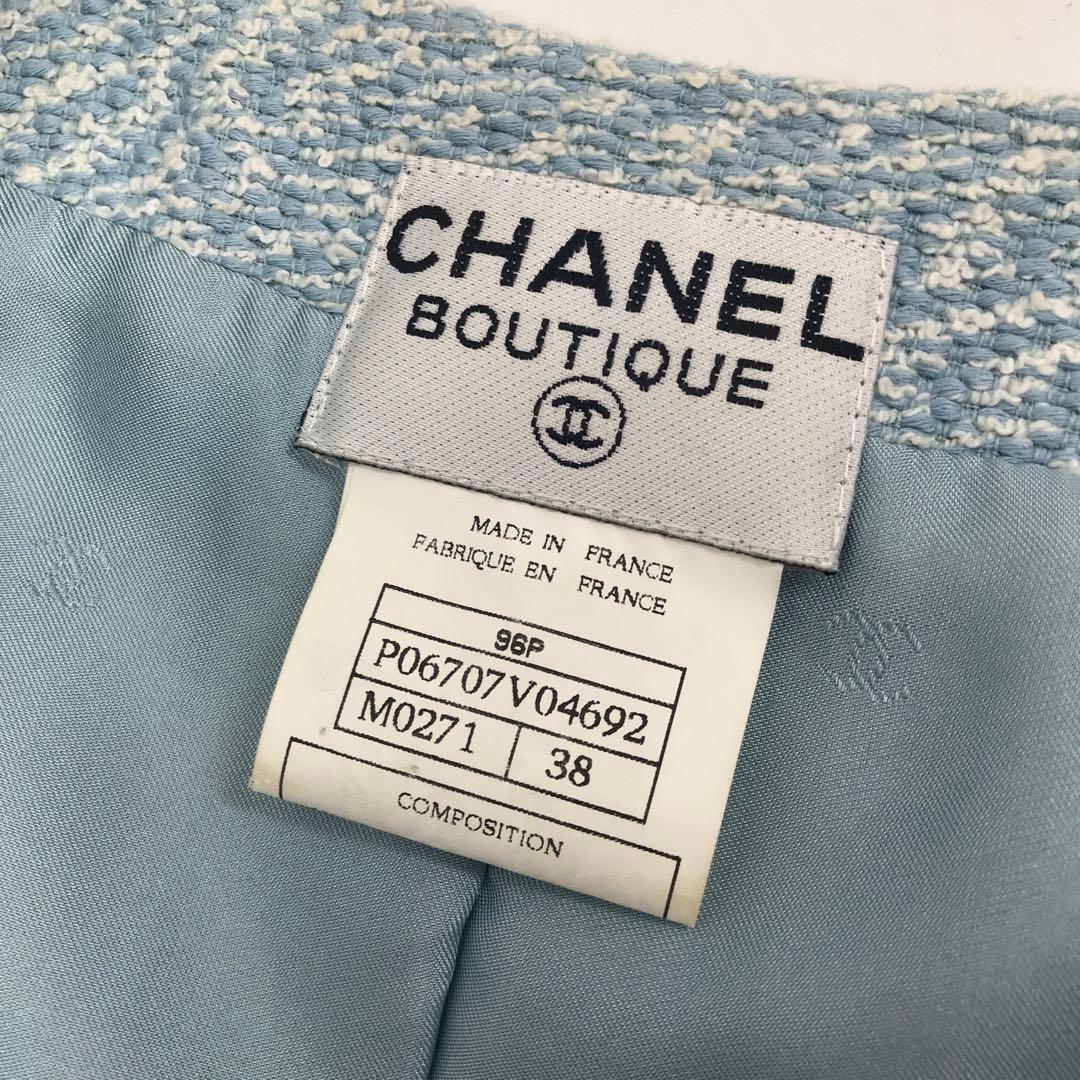 CHANEL
BOUTIQUE
MADE IN FRANCE
FABRIQUE EN FRANCE
96P
P06707V04692
M0271 38
COMPOSITION